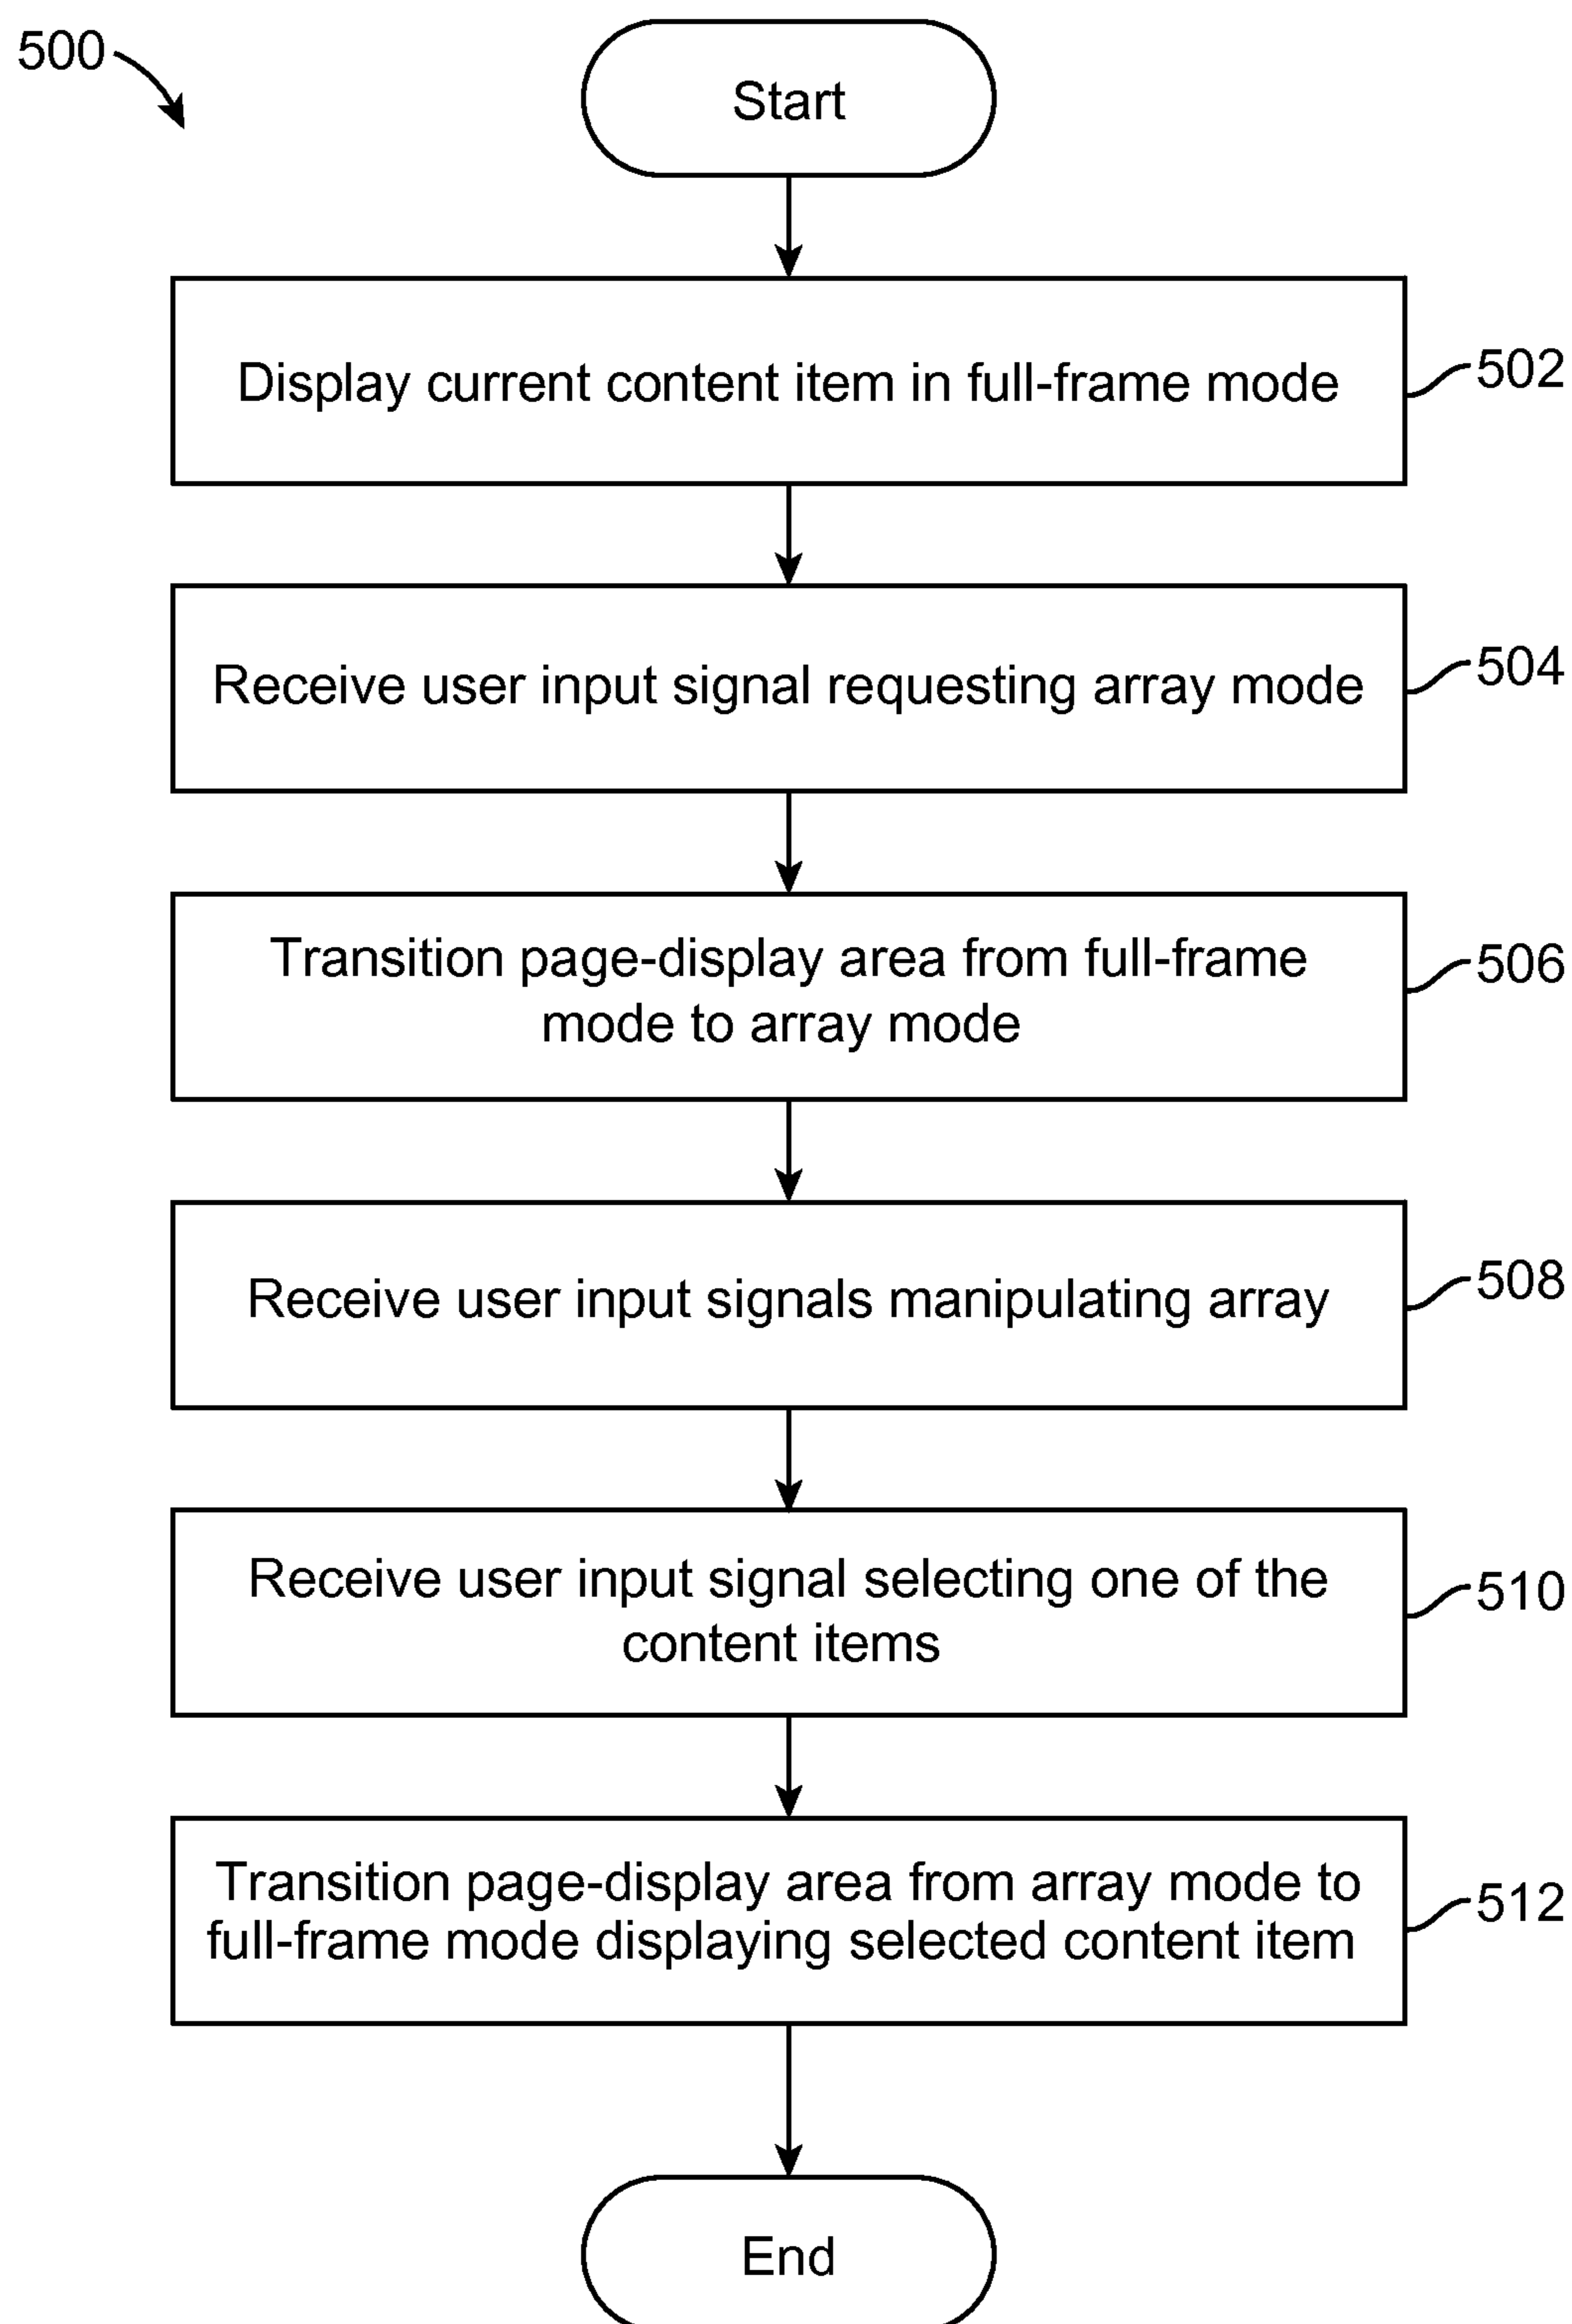 500
Start
Display current content item in full-frame mode
502
Receive user input signal requesting array mode
504
Transition page-display area from full-frame
mode to array mode
506
Receive user input signals manipulating array
508
Receive user input signal selecting one of the
content items
510
Transition page-display area from array mode to
full-frame mode displaying selected content item
512
End